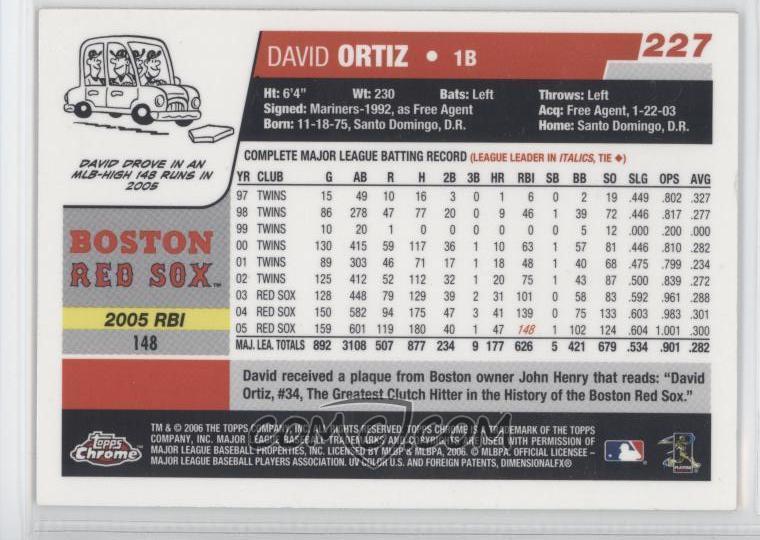 DAVID ORTIZ • 1B
227
Ht: 6'4" Wt: 230 Bats: Left Throws: Left
Signed: Mariners-1992, as Free Agent Acq: Free Agent, 1-22-03
Born: 11-18-75, Santo Domingo, D.R. Home: Santo Domingo, D.R.
DAVID DROVE IN AN
MLB-HIGH 148 RUNS IN
2005
BOSTON
RED SOX TM
2005 RBI
148
COMPLETE MAJOR LEAGUE BATTING RECORD (LEAGUE LEADER IN ITALICS, TIE ◆)
YR CLUB G AB R H 2B 3B HR RBI SB BB SO SLG OPS AVG
97 TWINS 15 49 10 16 3 0 1 6 0 2 19 .449 .802 .327
98 TWINS 86 278 47 77 20 0 9 46 1 39 72 .446 .817 .277
99 TWINS 10 20 1 0 0 0 0 0 0 5 12 .000 .200 .000
00 TWINS 130 415 59 117 36 1 10 63 1 57 81 .446 .810 .282
01 TWINS 89 303 46 71 17 1 18 48 1 40 68 .475 .799 .234
02 TWINS 125 412 52 112 32 1 20 75 1 43 87 .500 .839 .272
03 RED SOX 128 448 79 129 39 2 31 101 0 58 83 .592 .961 .288
04 RED SOX 150 582 94 175 47 3 41 139 0 75 133 .603 .983 .301
05 RED SOX 159 601 119 180 40 1 47 148 1 102 124 .604 1.001 .300
MAJ. LEA. TOTALS 892 3108 507 877 234 9 177 626 5 421 679 .534 .901 .282
David received a plaque from Boston owner John Henry that reads: “David
Ortiz, #34, The Greatest Clutch Hitter in the History of the Boston Red Sox.”
Topps
Chrome
TM & © 2006 THE TOPPS COMPANY, INC. ALL RIGHTS RESERVED. TOPPS CHROME IS A TRADEMARK OF THE TOPPS
COMPANY, INC. MAJOR LEAGUE BASEBALL TRADEMARKS AND COPYRIGHTS ARE USED WITH PERMISSION OF
MAJOR LEAGUE BASEBALL PROPERTIES, INC. LICENSED BY MLBP & MLBPA, 2006. © MLBPA. OFFICIAL LICENSEE –
MAJOR LEAGUE BASEBALL PLAYERS ASSOCIATION. UV COLOR U.S. AND FOREIGN PATENTS, DIMENSIONALFX®
COMC.COM